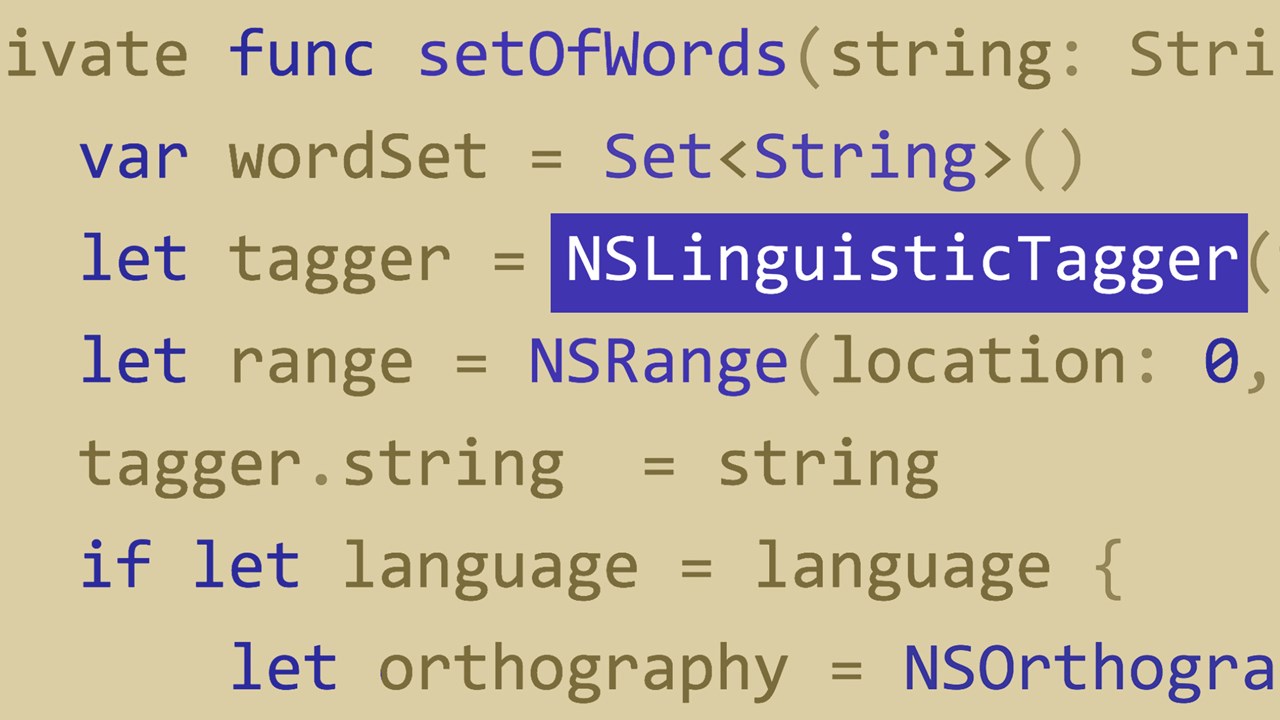 ivate func setOfWords(string: Stri
var wordSet = Set<String>()
let tagger = NSLinguisticTagger(
let range = NSRange(location: 0,
tagger.string  = string
if let language = language {
let orthography = NSOrthogra